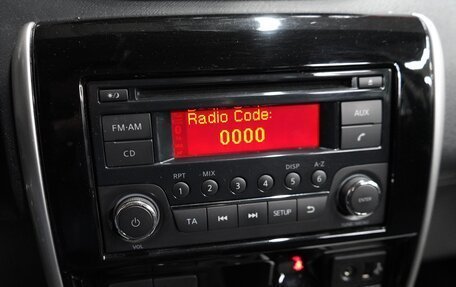 Radio Code:
0000
FM•AM
AUX
CD
RPT MIX DISP A-Z
1 2 3 4 5 6
TA SETUP
ENTER
VOL